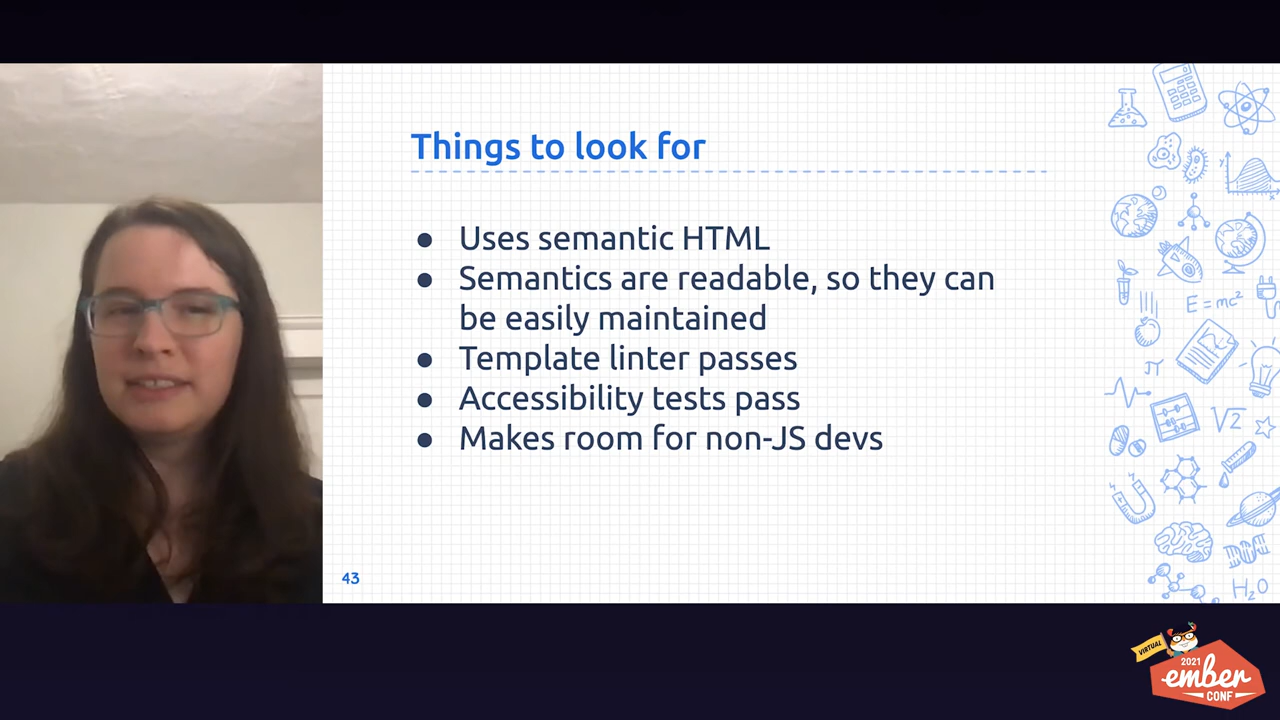 Things to look for
● Uses semantic HTML
● Semantics are readable, so they can
be easily maintained
● Template linter passes
● Accessibility tests pass
● Makes room for non-JS devs
43
y
x
E=mc²
π
√2
H₂O
VIRTUAL
2021
ember
CONF